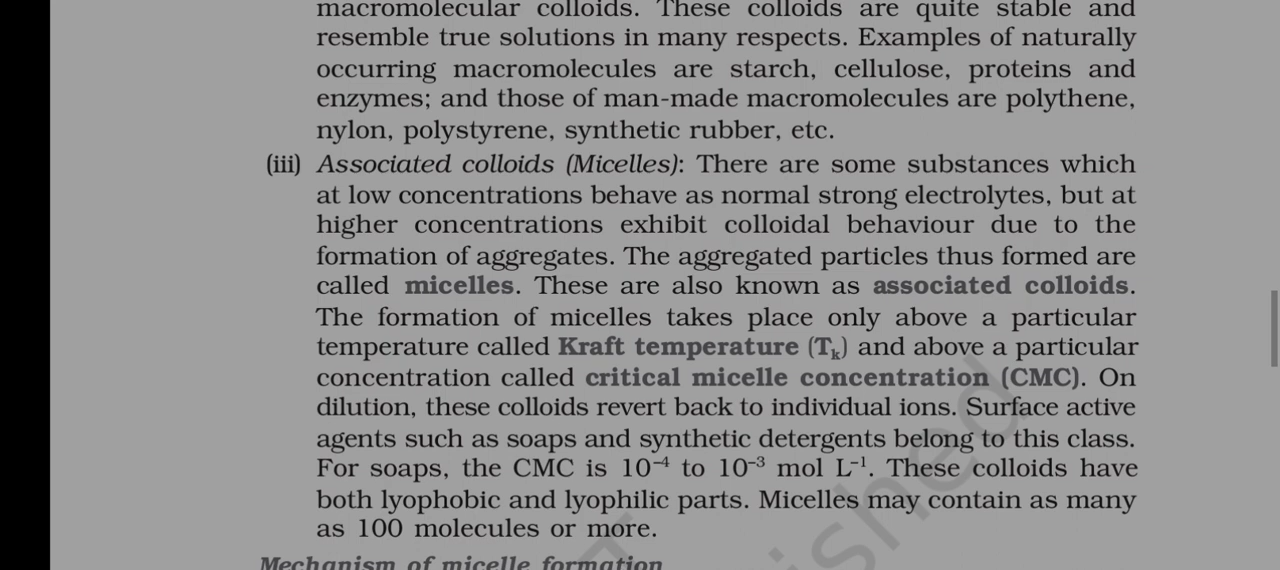 macromolecular colloids. These colloids are quite stable and
resemble true solutions in many respects. Examples of naturally
occurring macromolecules are starch, cellulose, proteins and
enzymes; and those of man-made macromolecules are polythene,
nylon, polystyrene, synthetic rubber, etc.
(iii) Associated colloids (Micelles): There are some substances which
at low concentrations behave as normal strong electrolytes, but at
higher concentrations exhibit colloidal behaviour due to the
formation of aggregates. The aggregated particles thus formed are
called micelles. These are also known as associated colloids.
The formation of micelles takes place only above a particular
temperature called Kraft temperature (Tₖ) and above a particular
concentration called critical micelle concentration (CMC). On
dilution, these colloids revert back to individual ions. Surface active
agents such as soaps and synthetic detergents belong to this class.
For soaps, the CMC is 10⁻⁴ to 10⁻³ mol L⁻¹. These colloids have
both lyophobic and lyophilic parts. Micelles may contain as many
as 100 molecules or more.
Mechanism of micelle formation